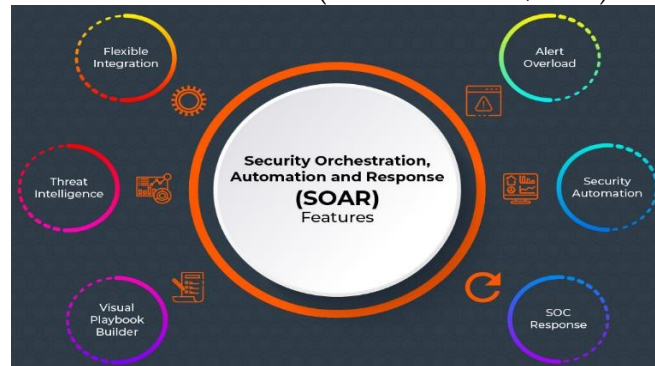 Flexible
Integration
Alert
Overload
Security Orchestration,
Automation and Response
(SOAR)
Features
Threat
Intelligence
Security
Automation
Visual
Playbook
Builder
SOC
Response